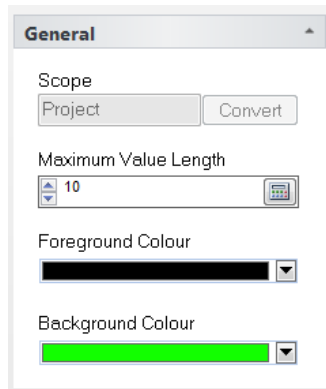 General
Scope
Project Convert
Maximum Value Length
10
Foreground Colour
Background Colour